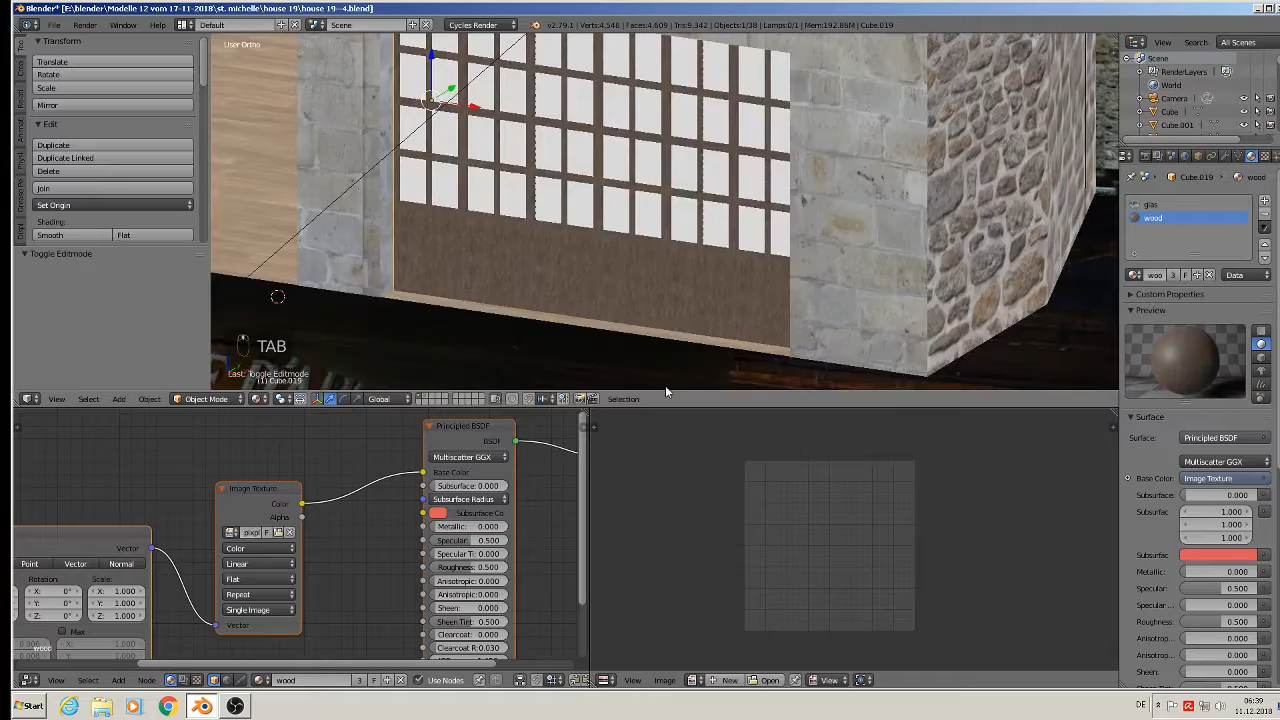 Blender* [E:\blender\Modelle 12 vom 17-11-2018\st. michelle\house 19\house 19--4.blend]
File Render Window Help Default Scene Cycles Render v2.79.1 | Verts:4,548 | Faces:4,609 | Tris:9,342 | Objects:1/38 | Lamps:0/1 | Mem:192.86M | Cube.019
View Search: All Scenes
Transform
Translate
Rotate
Scale
Mirror
Edit
Duplicate
Duplicate Linked
Delete
Join
Set Origin
Shading:
Smooth Flat
Toggle Editmode
User Ortho
TAB
Last: Toggle Editmode
(1) Cube.019
Scene
RenderLayers
World
Camera
Cube
Cube.001
Cube.019 wood
glas
wood
woo 3 F Data
Custom Properties
Preview
Surface
Surface: Principled BSDF
Multiscatter GGX
Base Color: Image Texture
Subsurface: 0.000
Subsurfac 1.000
1.000
1.000
Subsurfac
Metallic: 0.000
Specular: 0.500
Specular ... 0.000
Roughness: 0.500
Anisotrop... 0.000
Anisotrop... 0.000
Sheen: 0.000
View Select Add Object Object Mode Global Selection
Vector
Point Vector Normal
Rotation: Scale:
X: 0° X: 1.000
Y: 0° Y: 1.000
Z: 0° Z: 1.000
Max
wood
Image Texture
Color
Alpha
pixpl F
Color
Linear
Flat
Repeat
Single Image
Vector
Principled BSDF
BSDF
Multiscatter GGX
Base Color
Subsurface: 0.000
Subsurface Radius
Subsurface Co
Metallic: 0.000
Specular: 0.500
Specular Ti: 0.000
Roughness: 0.500
Anisotropic: 0.000
Anisotropic: 0.000
Sheen: 0.000
Sheen Tint: 0.500
Clearcoat: 0.000
Clearcoat R: 0.030
View Select Add Node wood 3 F Use Nodes
View Image New Open View
Start
DE 06:39
11.12.2018